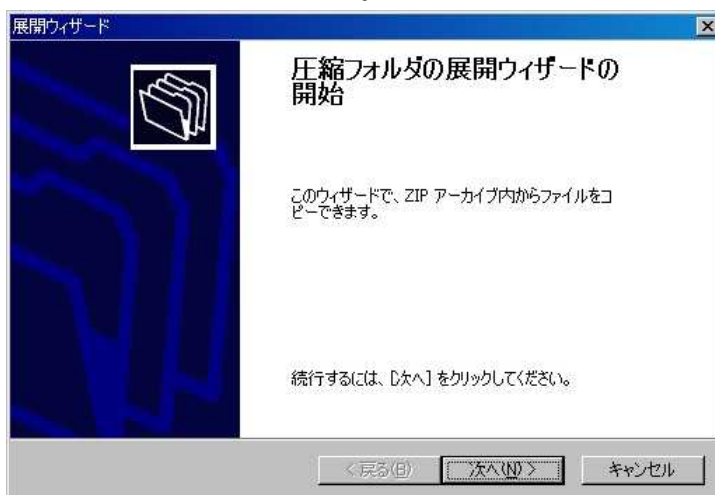 展開ウィザード
圧縮フォルダの展開ウィザードの
開始
このウィザードで、ZIP アーカイブ内からファイルをコ
ピーできます。
続行するには、[次へ] をクリックしてください。
< 戻る(B)
次へ(N) >
キャンセル